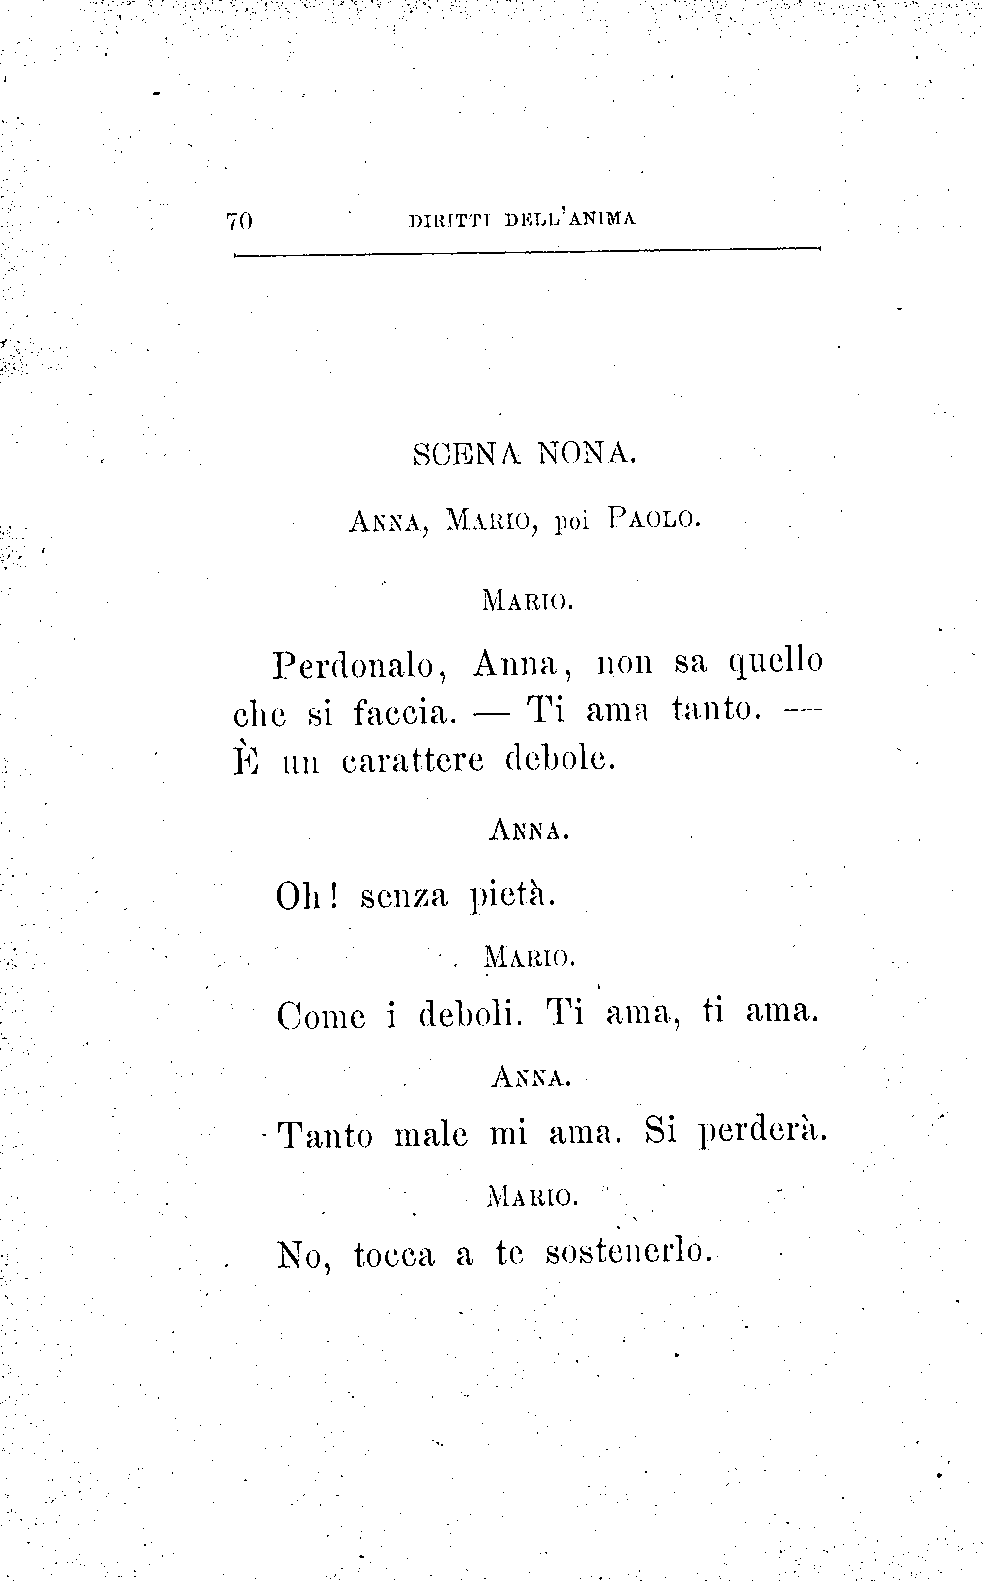 70 DIRITTI DELL'ANIMA
SCENA NONA.
ANNA, MARIO, poi PAOLO.
MARIO.
Perdonalo, Anna, non sa quello
che si faccia. — Ti ama tanto. —
È un carattere debole.
ANNA.
Oh! senza pietà.
MARIO.
Come i deboli. Ti ama, ti ama.
ANNA.
Tanto male mi ama. Si perderà.
MARIO.
No, tocca a te sostenerlo.